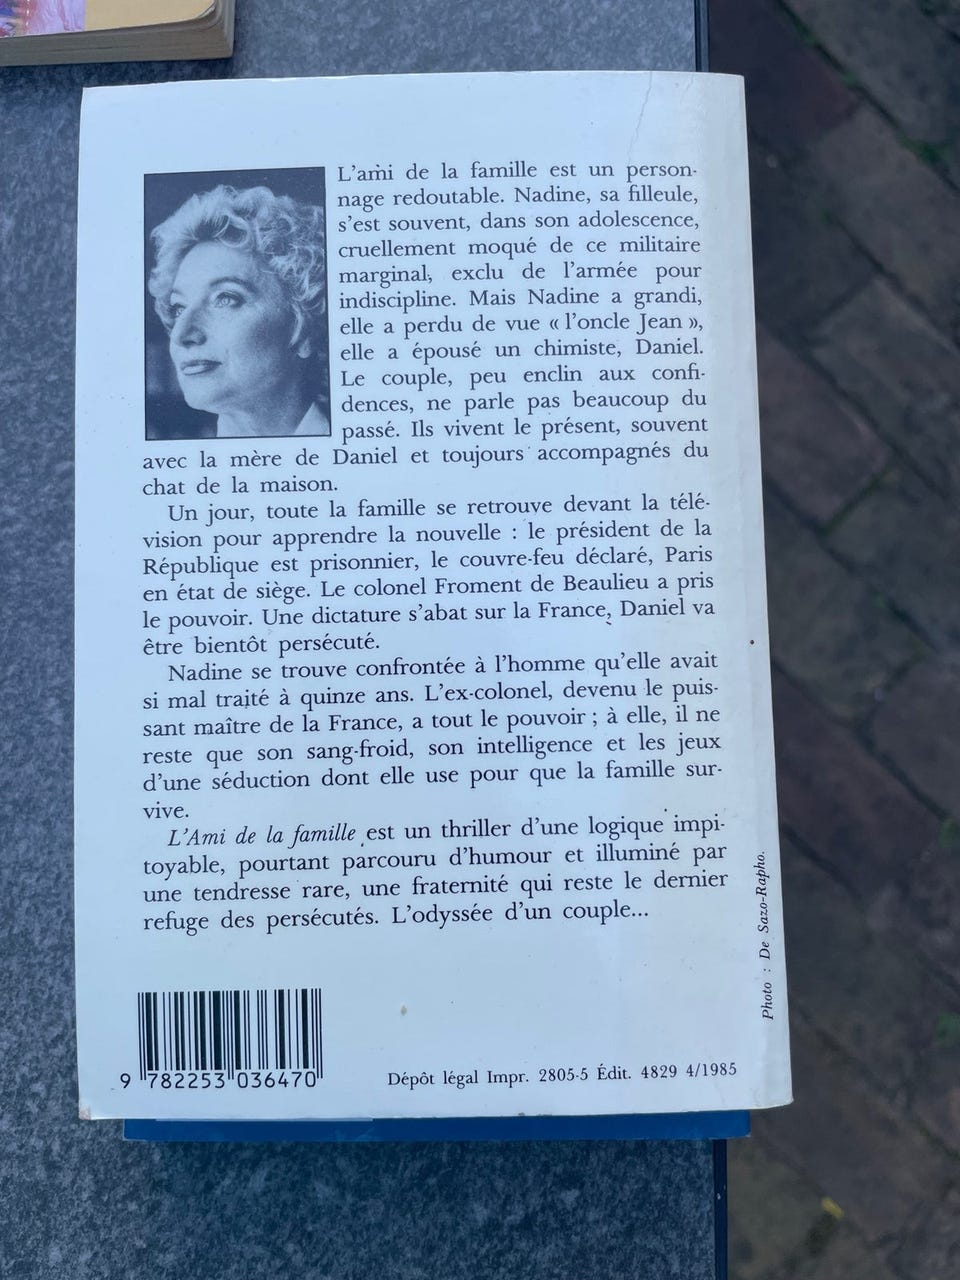 L'ami de la famille est un person-
nage redoutable. Nadine, sa filleule,
s'est souvent, dans son adolescence,
cruellement moqué de ce militaire
marginal, exclu de l'armée pour
indiscipline. Mais Nadine a grandi,
elle a perdu de vue « l'oncle Jean »,
elle a épousé un chimiste, Daniel.
Le couple, peu enclin aux confi-
dences, ne parle pas beaucoup du
passé. Ils vivent le présent, souvent
avec la mère de Daniel et toujours accompagnés du
chat de la maison.
Un jour, toute la famille se retrouve devant la télé-
vision pour apprendre la nouvelle : le président de la
République est prisonnier, le couvre-feu déclaré, Paris
en état de siège. Le colonel Froment de Beaulieu a pris
le pouvoir. Une dictature s'abat sur la France, Daniel va
être bientôt persécuté.
Nadine se trouve confrontée à l'homme qu'elle avait
si mal traité à quinze ans. L'ex-colonel, devenu le puis-
sant maître de la France, a tout le pouvoir ; à elle, il ne
reste que son sang-froid, son intelligence et les jeux
d'une séduction dont elle use pour que la famille sur-
vive.
L'Ami de la famille est un thriller d'une logique impi-
toyable, pourtant parcouru d'humour et illuminé par
une tendresse rare, une fraternité qui reste le dernier
refuge des persécutés. L'odyssée d'un couple...
Photo : De Sazo-Rapho.
9 782253 036470
Dépôt légal Impr. 2805-5 Édit. 4829 4/1985